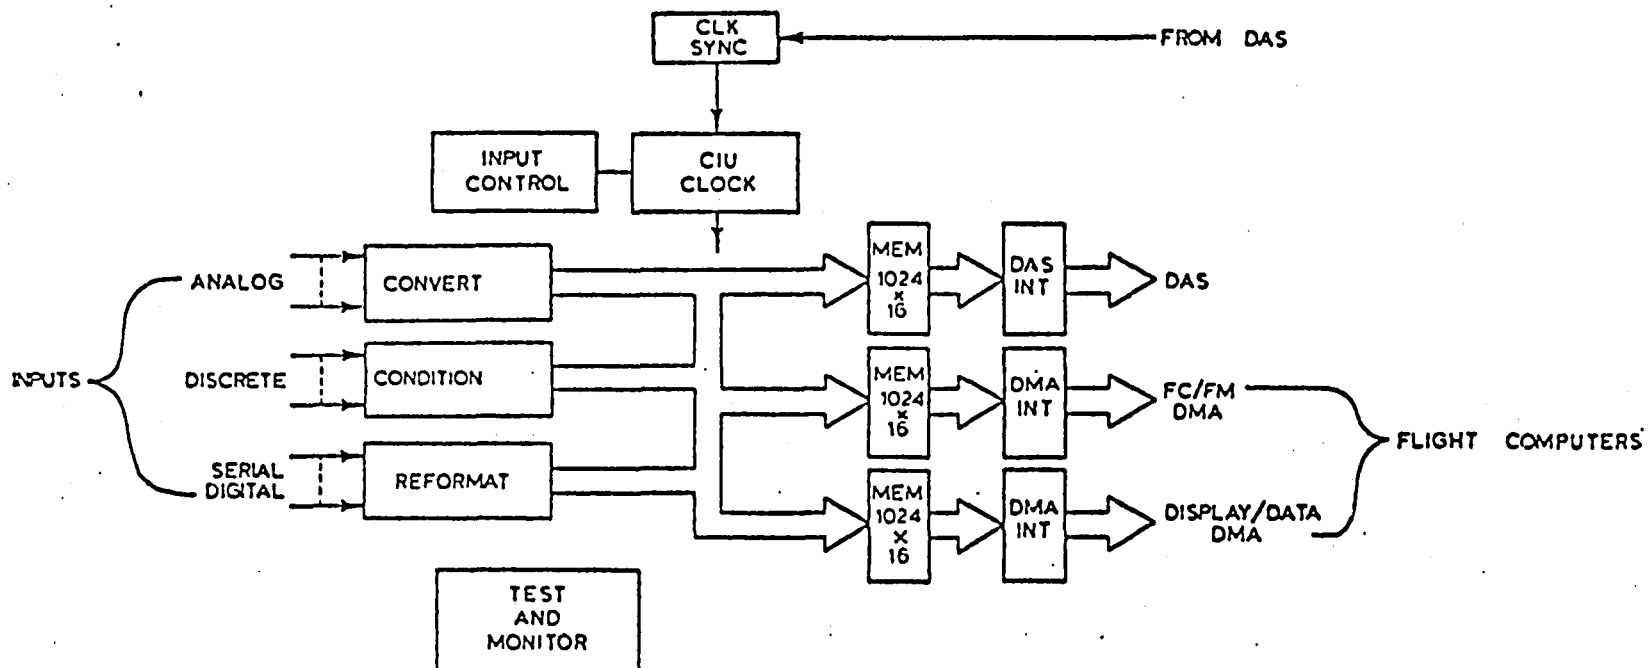 CLK
SYNC
FROM DAS
INPUT
CONTROL
CIU
CLOCK
INPUTS
ANALOG
CONVERT
MEM
1024
x
16
DAS
INT
DAS
DISCRETE
CONDITION
MEM
1024
x
16
DMA
INT
FC/FM
DMA
FLIGHT COMPUTERS
SERIAL
DIGITAL
REFORMAT
MEM
1024
X
16
DMA
INT
DISPLAY/DATA
DMA
TEST
AND
MONITOR